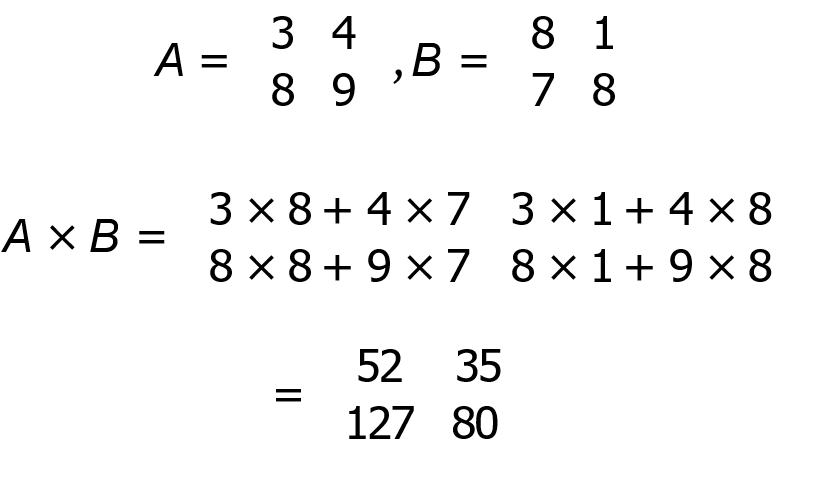 A = 3 4 , B = 8 1
8 9 7 8
A × B = 3 × 8 + 4 × 7 3 × 1 + 4 × 8
8 × 8 + 9 × 7 8 × 1 + 9 × 8
= 52 35
127 80